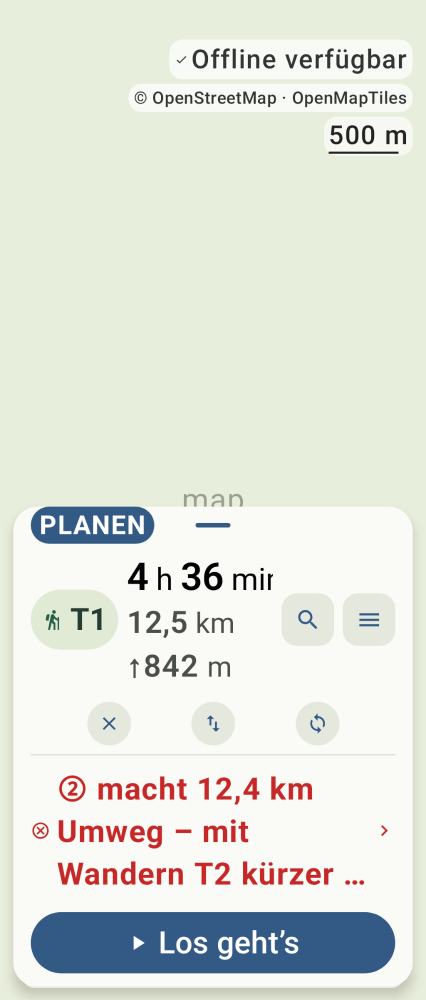 ✓ Offline verfügbar
© OpenStreetMap · OpenMapTiles
500 m
map
PLANEN
4 h 36 min
T1
12,5 km
↑842 m
② macht 12,4 km
Umweg – mit
Wandern T2 kürzer ...
Los geht’s